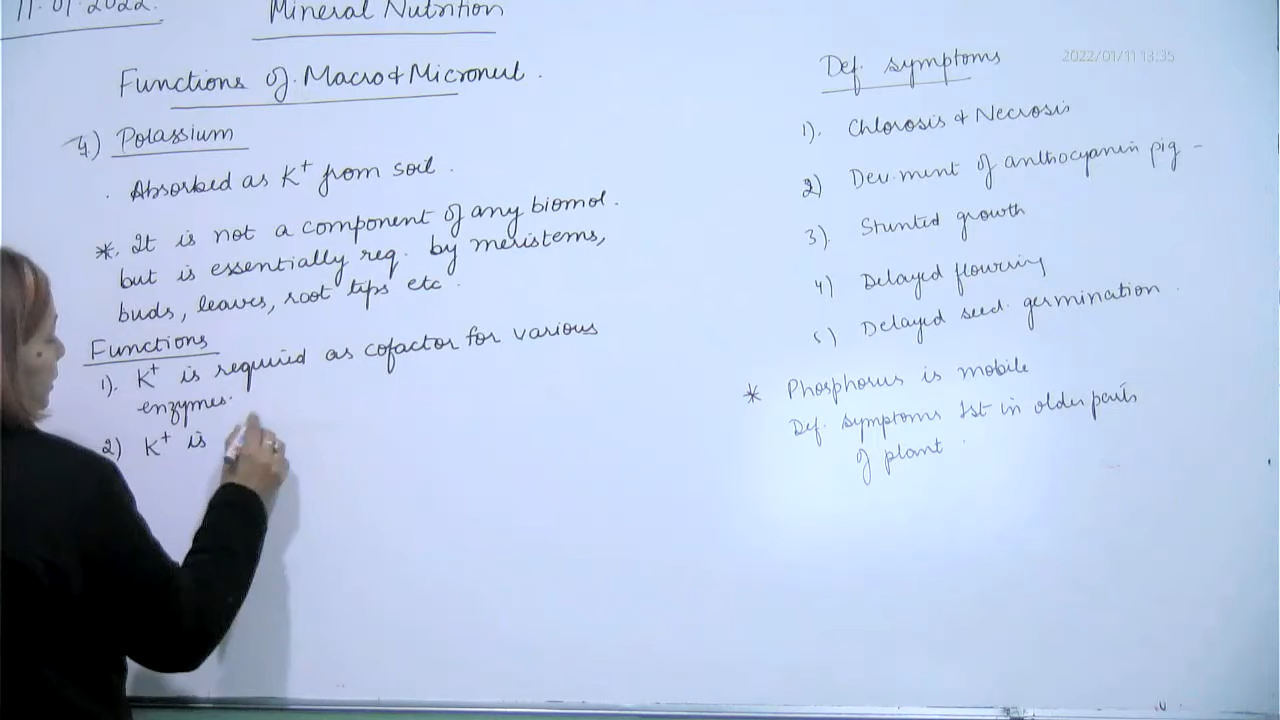 11.01.2022.
Mineral Nutrition
Functions of Macro & Micronut.
4) Potassium
. Absorbed as K+ from soil.
*. It is not a component of any biomol.
but is essentially req. by meristems,
buds, leaves, root tips etc.
Functions
1). K+ is required as cofactor for various
enzymes.
2) K+ is
Def. symptoms
1). Chlorosis & Necrosis
2) Dev. ment of anthocyanin pig -
3). Stunted growth
4) Delayed flowring
5) Delayed seed germination.
* Phosphorus is mobile
Def. symptoms 1st in older parts
of plant.
2022/01/11 13:35